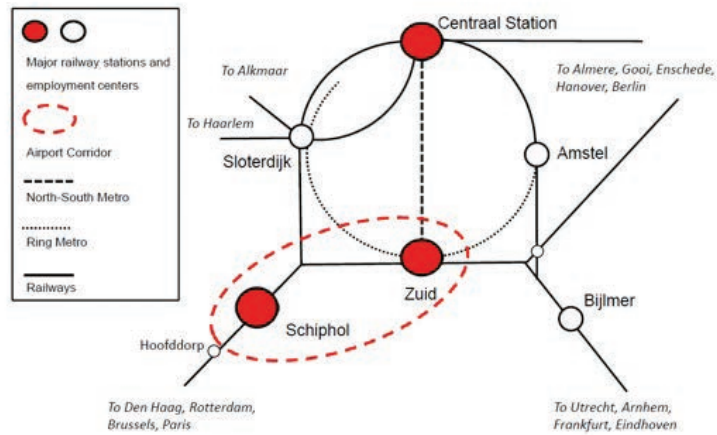 Major railway stations and
employment centers
Airport Corridor
North-South Metro
Ring Metro
Railways
Centraal Station
To Alkmaar
To Almere, Gooi, Enschede,
Hanover, Berlin
To Haarlem
Sloterdijk
Amstel
Zuid
Schiphol
Bijlmer
Hoofddorp
To Den Haag, Rotterdam,
Brussels, Paris
To Utrecht, Arnhem,
Frankfurt, Eindhoven